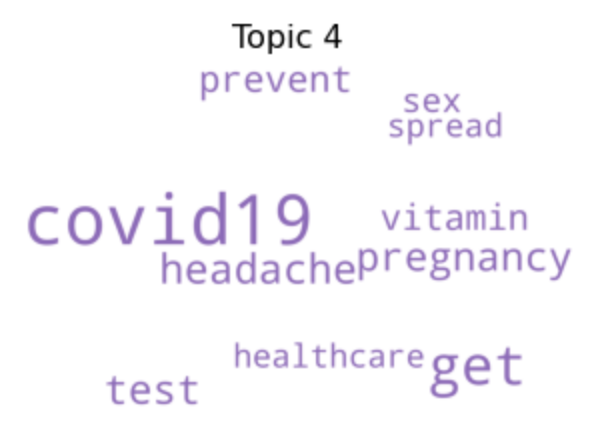 Topic 4
prevent
sex
spread
covid19
vitamin
headache
pregnancy
healthcare
get
test